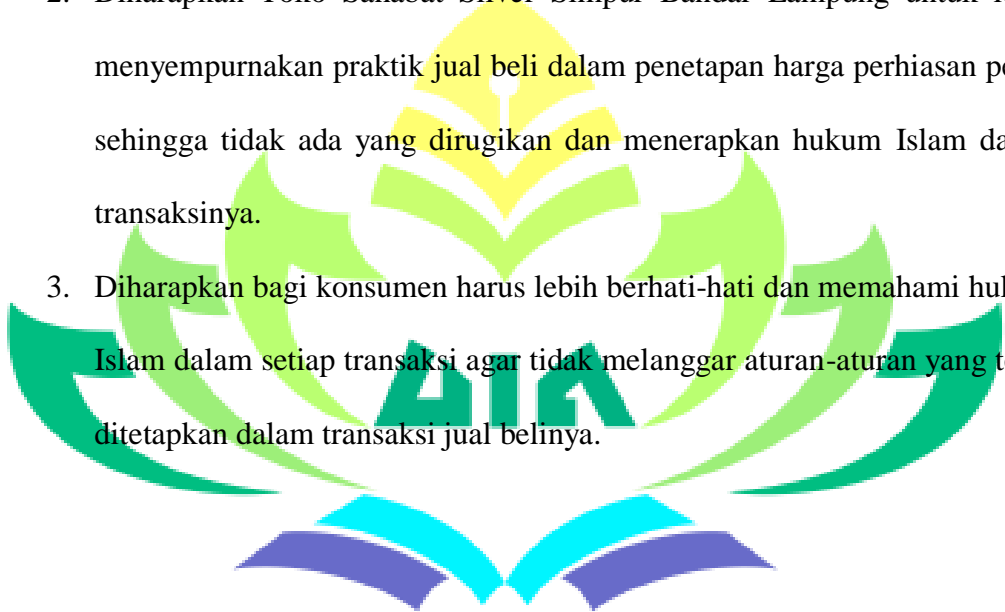 2. Diharapkan Toko Sahabat Silver Simpur Bandar Lampung untuk
menyempurnakan praktik jual beli dalam penetapan harga perhiasan
sehingga tidak ada yang dirugikan dan menerapkan hukum Islam
transaksinya.
3. Diharapkan bagi konsumen harus lebih berhati-hati dan memahami
Islam dalam setiap transaksi agar tidak melanggar aturan-aturan yang
ditetapkan dalam transaksi jual belinya.